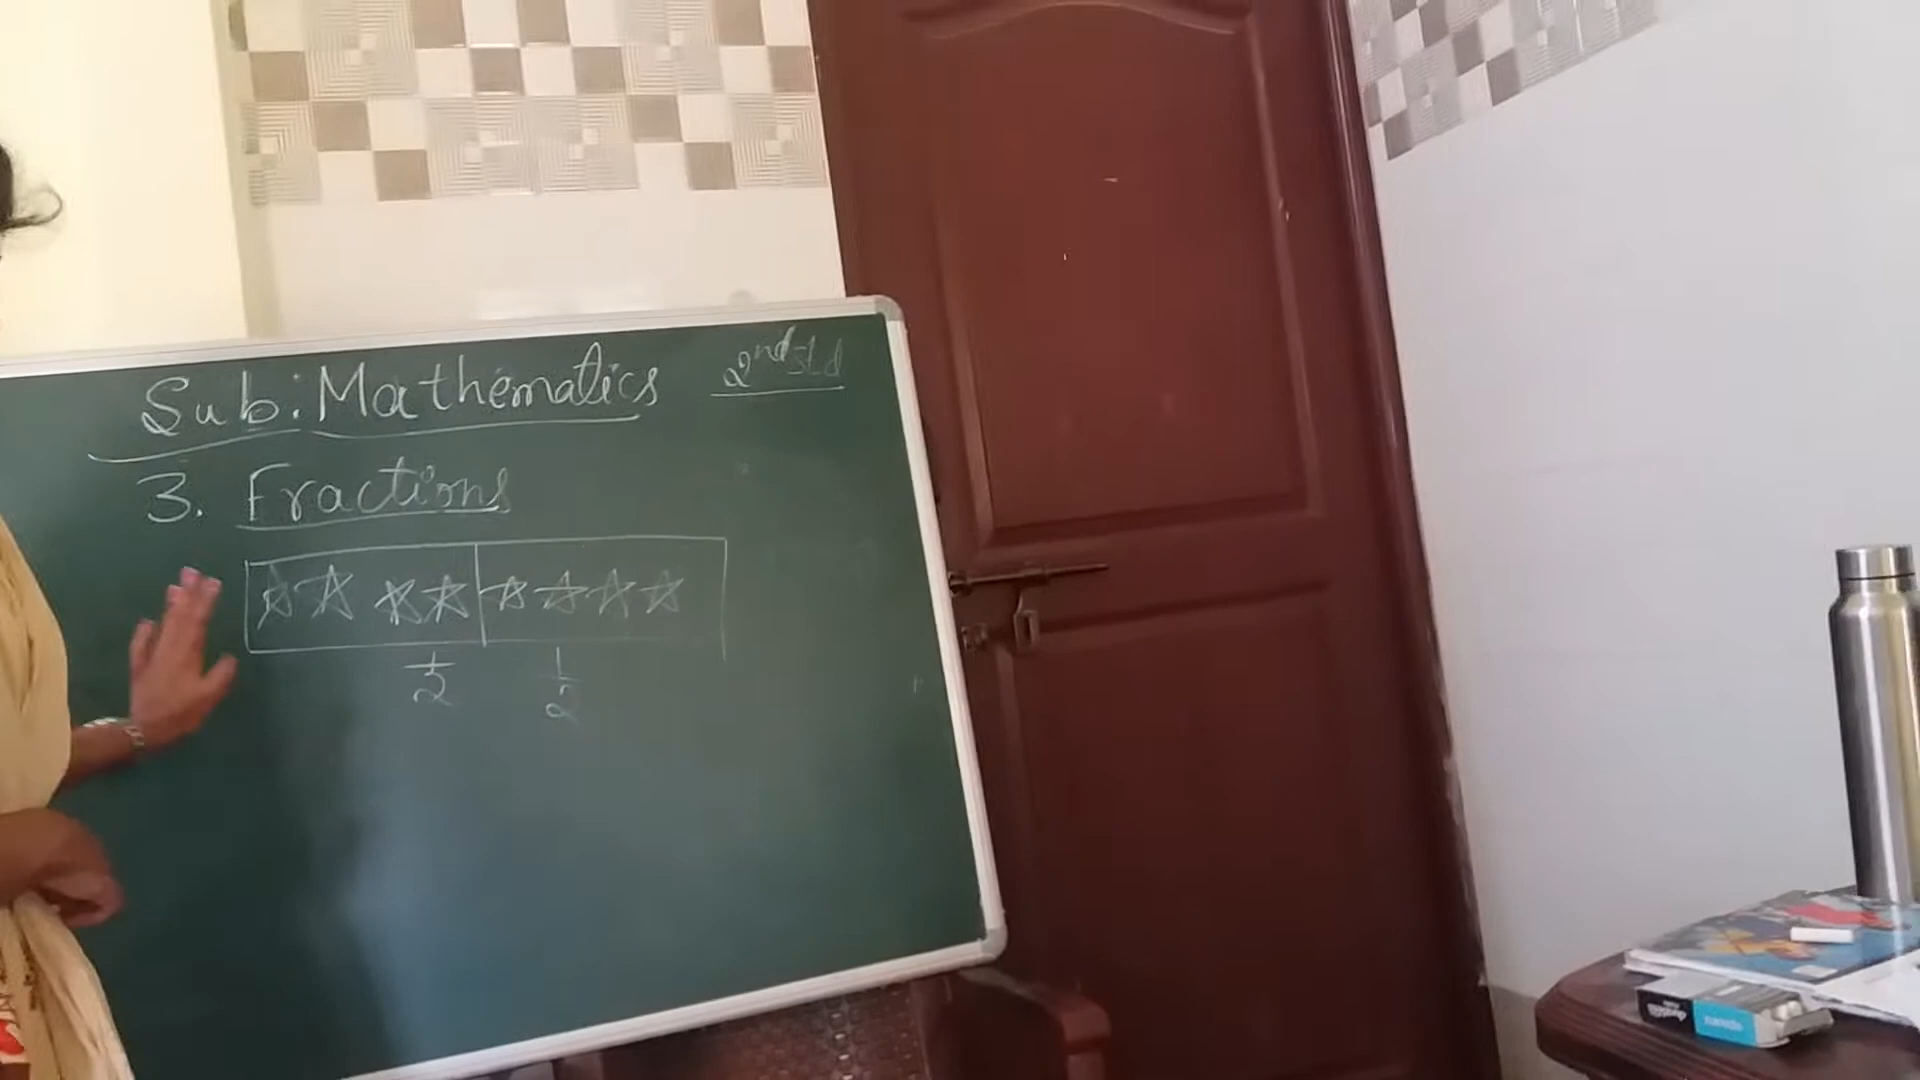 Sub: Mathematics 2nd Std
3. Fractions
1/2 1/2